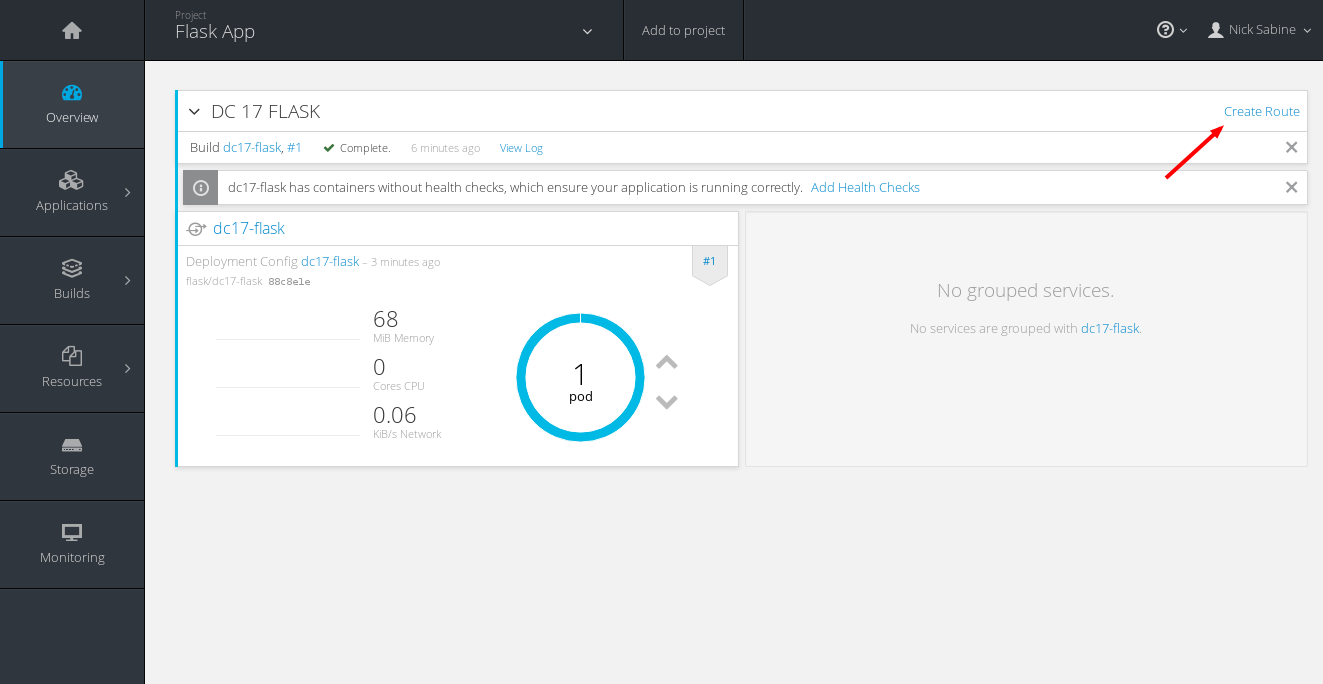 Project
Flask App
Add to project
Nick Sabine
Overview
Applications
Builds
Resources
Storage
Monitoring
DC 17 FLASK
Create Route
Build dc17-flask, #1 Complete. 6 minutes ago View Log
dc17-flask has containers without health checks, which ensure your application is running correctly. Add Health Checks
dc17-flask
Deployment Config dc17-flask – 3 minutes ago
#1
flask/dc17-flask 88c8e1e
68
MiB Memory
0
Cores CPU
0.06
KiB/s Network
1
pod
No grouped services.
No services are grouped with dc17-flask.